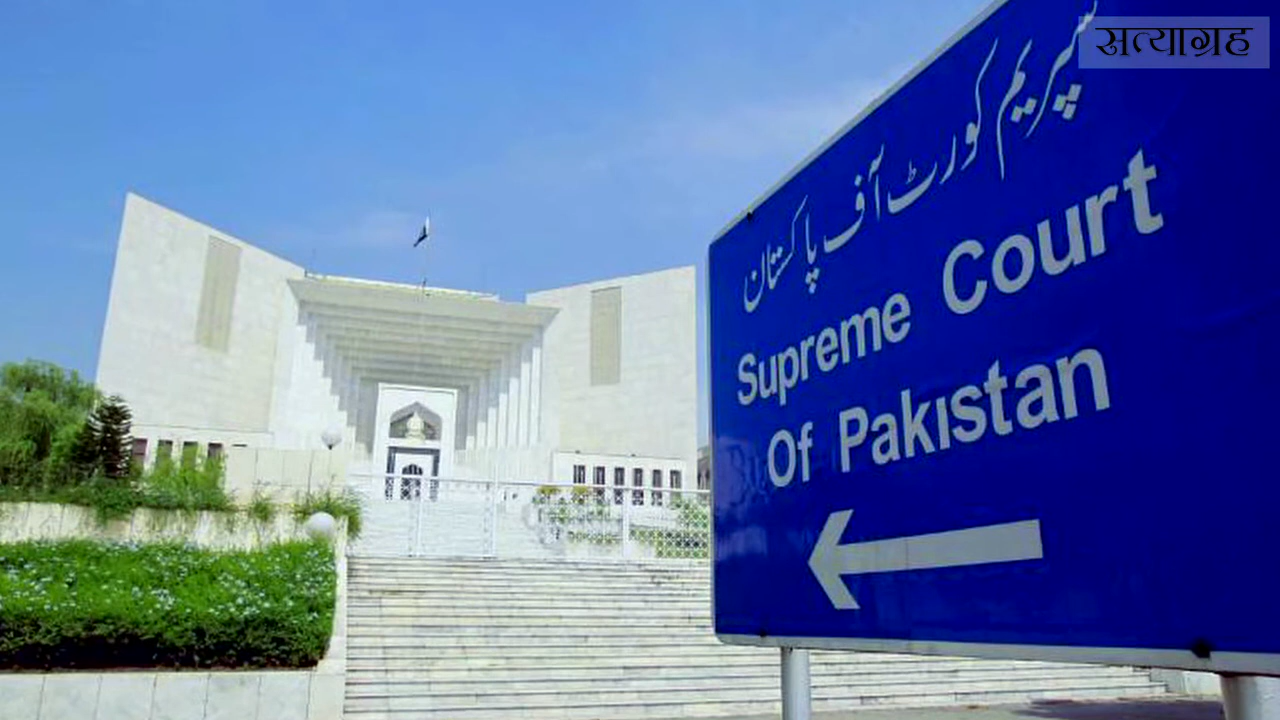 सत्याग्रह
سپریم کورٹ آف پاکستان
Supreme Court
Of Pakistan